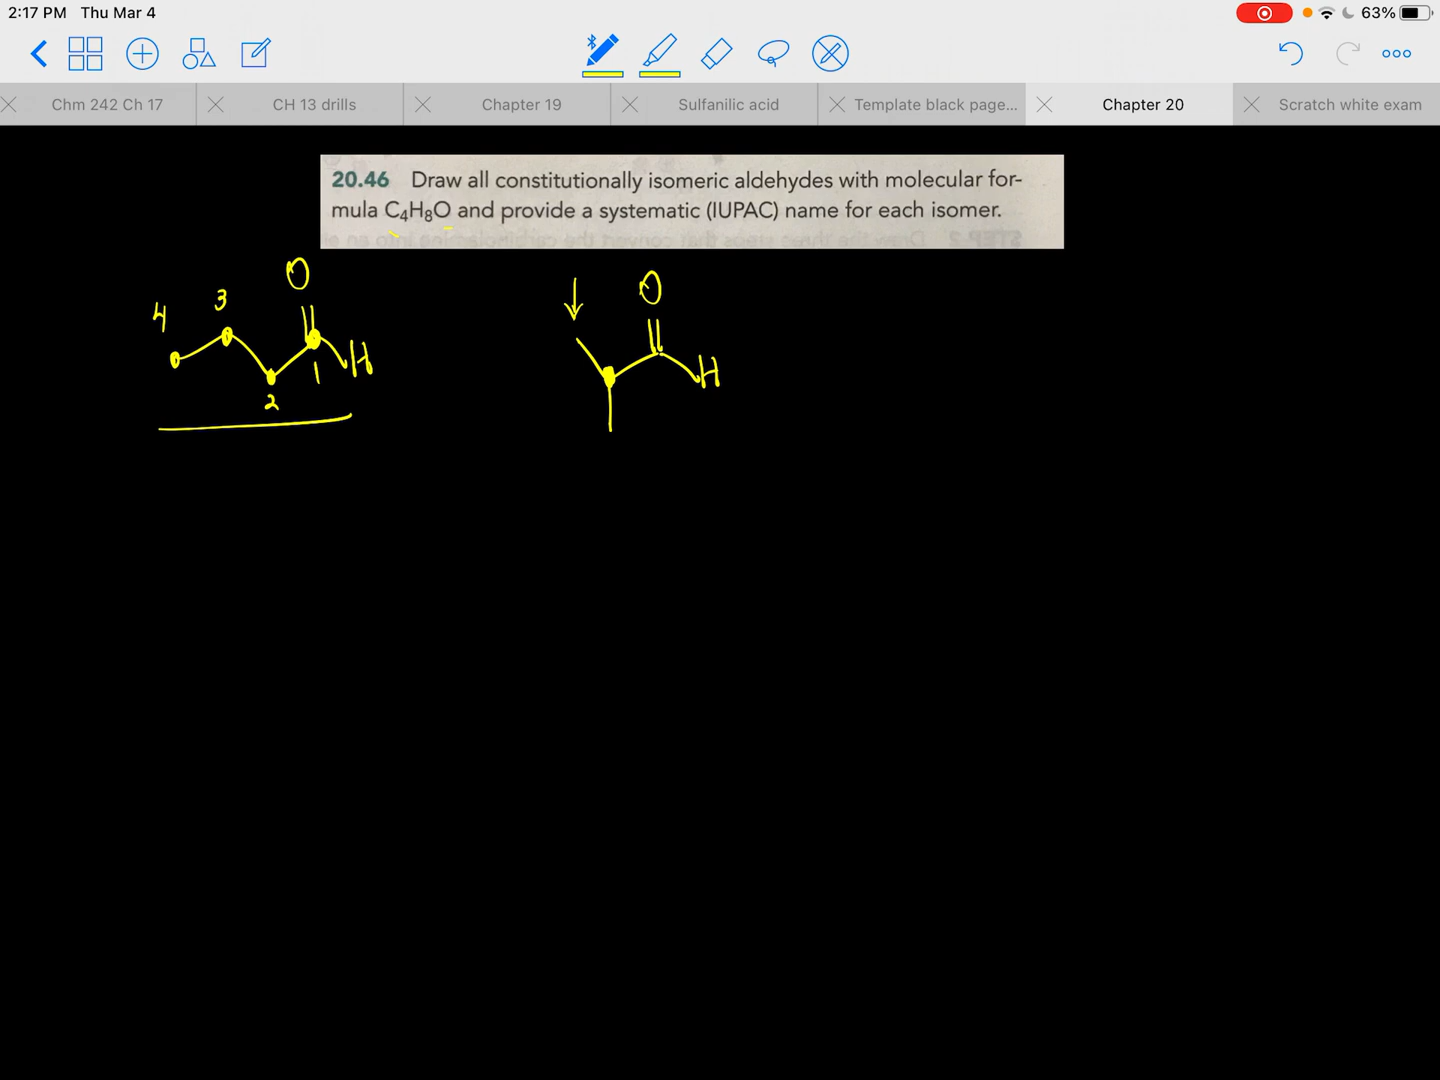 2:17 PM Thu Mar 4
63%
Chm 242 Ch 17
CH 13 drills
Chapter 19
Sulfanilic acid
Template black page...
Chapter 20
Scratch white exam
20.46 Draw all constitutionally isomeric aldehydes with molecular for-
mula C₄H₈O and provide a systematic (IUPAC) name for each isomer.
O
4 3
H
1
2
O
H